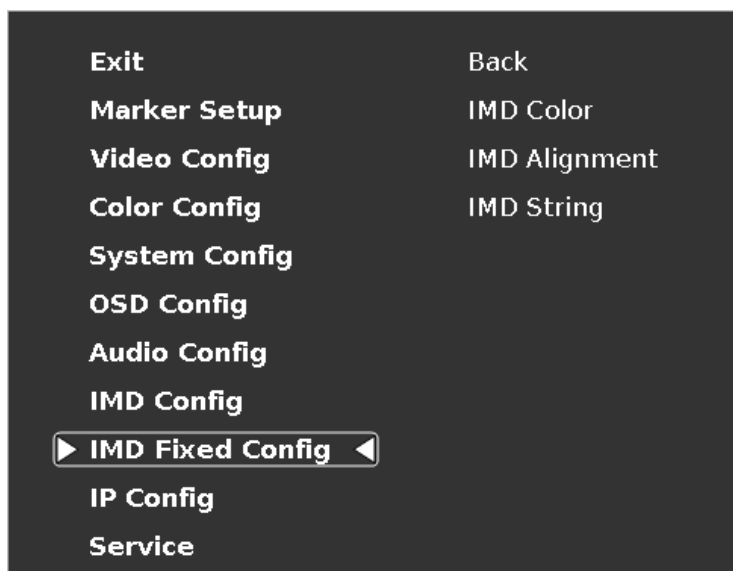 Exit
Marker Setup
Video Config
Color Config
System Config
OSD Config
Audio Config
IMD Config
IMD Fixed Config
IP Config
Service
Back
IMD Color
IMD Alignment
IMD String